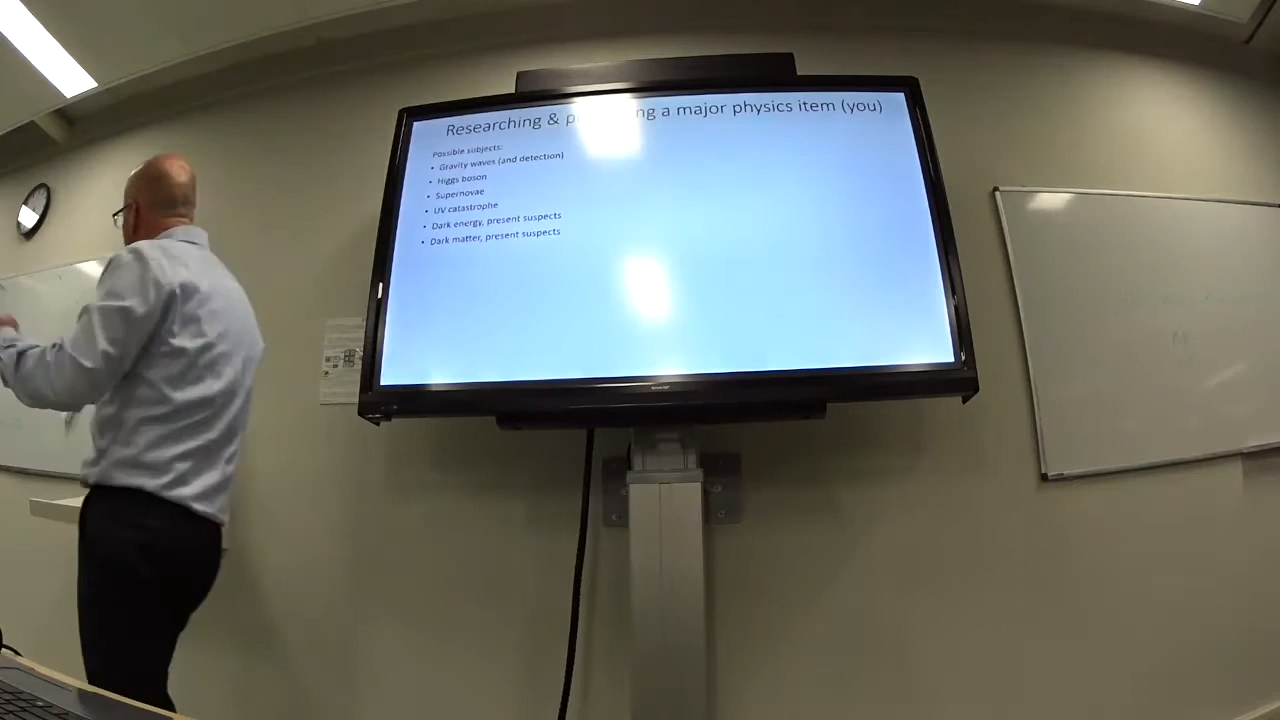 Researching & p ng a major physics item (you)
Possible subjects:
• Gravity waves (and detection)
• Higgs boson
• Supernovae
• UV catastrophe
• Dark energy, present suspects
• Dark matter, present suspects